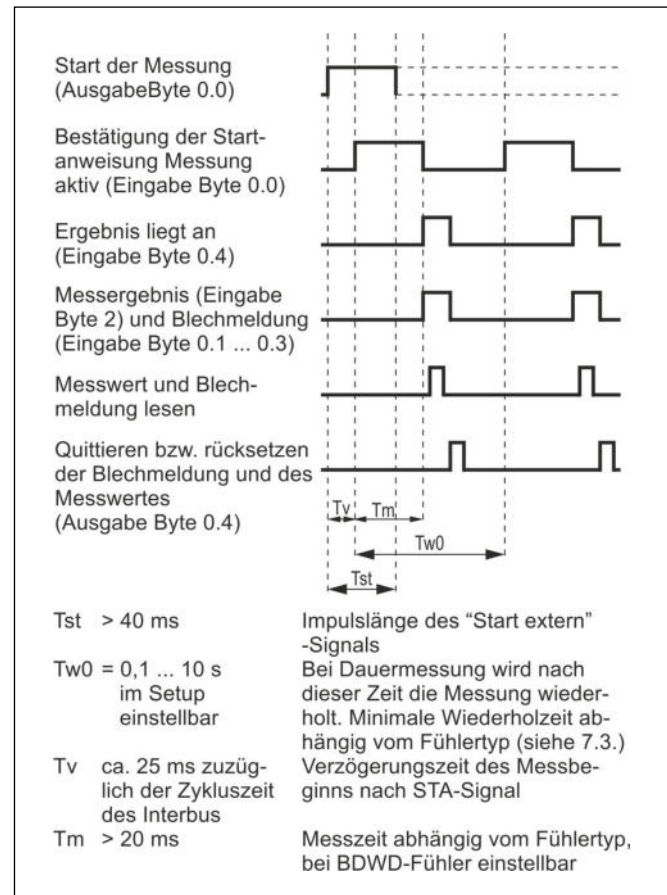 Start der Messung
(AusgabeByte 0.0)
Bestätigung der Start-
anweisung Messung
aktiv (Eingabe Byte 0.0)
Ergebnis liegt an
(Eingabe Byte 0.4)
Messergebnis (Eingabe
Byte 2) und Blechmeldung
(Eingabe Byte 0.1 ... 0.3)
Messwert und Blech-
meldung lesen
Quittieren bzw. rücksetzen
der Blechmeldung und des
Messwertes
(Ausgabe Byte 0.4)
Tv Tm
Tw0
Tst
Tst > 40 ms Impulslänge des “Start extern”
-Signals
Tw0 = 0,1 ... 10 s Bei Dauermessung wird nach
im Setup dieser Zeit die Messung wieder-
einstellbar holt. Minimale Wiederholzeit ab-
hängig vom Fühlertyp (siehe 7.3.)
Tv ca. 25 ms zuzüg- Verzögerungszeit des Messbe-
lich der Zykluszeit ginns nach STA-Signal
des Interbus
Tm > 20 ms Messzeit abhängig vom Fühlertyp,
bei BDWD-Fühler einstellbar